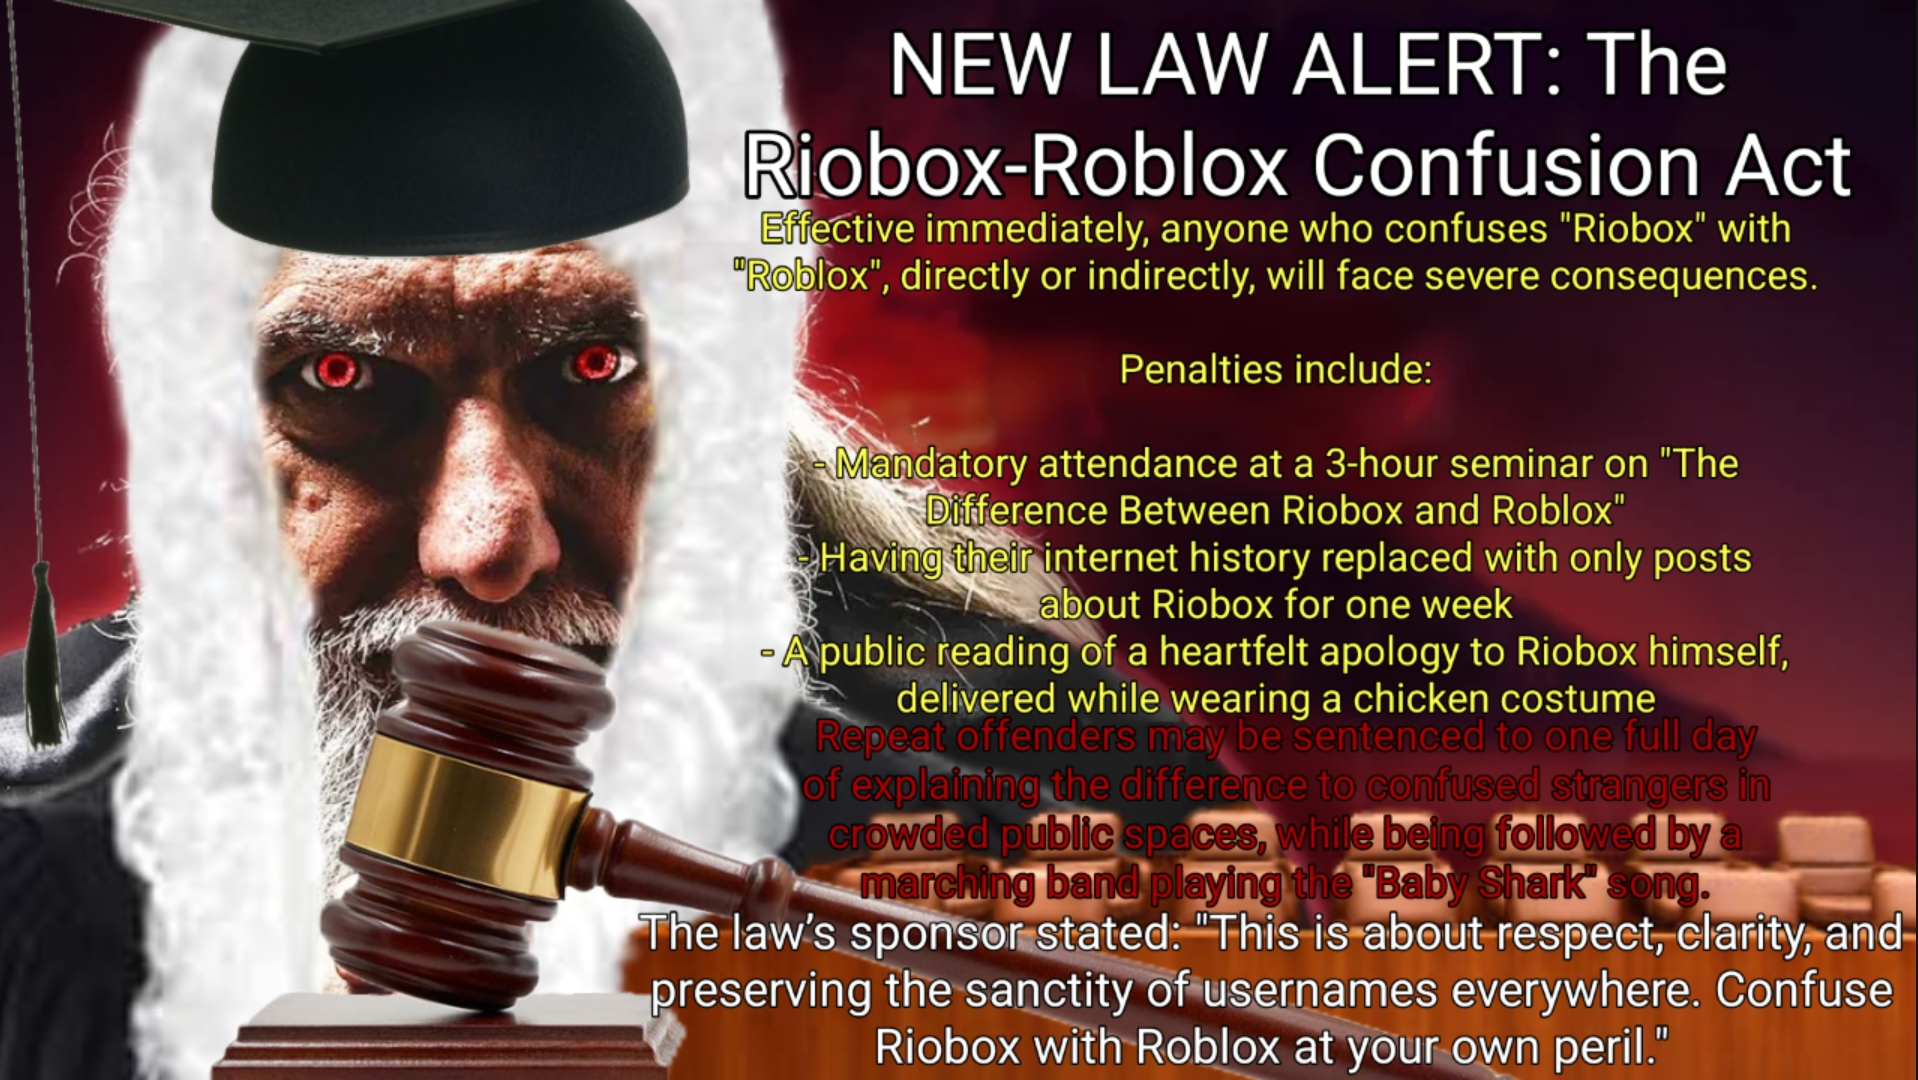 NEW LAW ALERT: The
Riobox-Roblox Confusion Act
Effective immediately, anyone who confuses "Riobox" with
"Roblox", directly or indirectly, will face severe consequences.
Penalties include:
- Mandatory attendance at a 3-hour seminar on "The
Difference Between Riobox and Roblox"
- Having their internet history replaced with only posts
about Riobox for one week
- A public reading of a heartfelt apology to Riobox himself,
delivered while wearing a chicken costume
Repeat offenders may be sentenced to one full day
of explaining the difference to confused strangers in
crowded public spaces, while being followed by a
marching band playing the "Baby Shark" song.
The law’s sponsor stated: "This is about respect, clarity, and
preserving the sanctity of usernames everywhere. Confuse
Riobox with Roblox at your own peril."